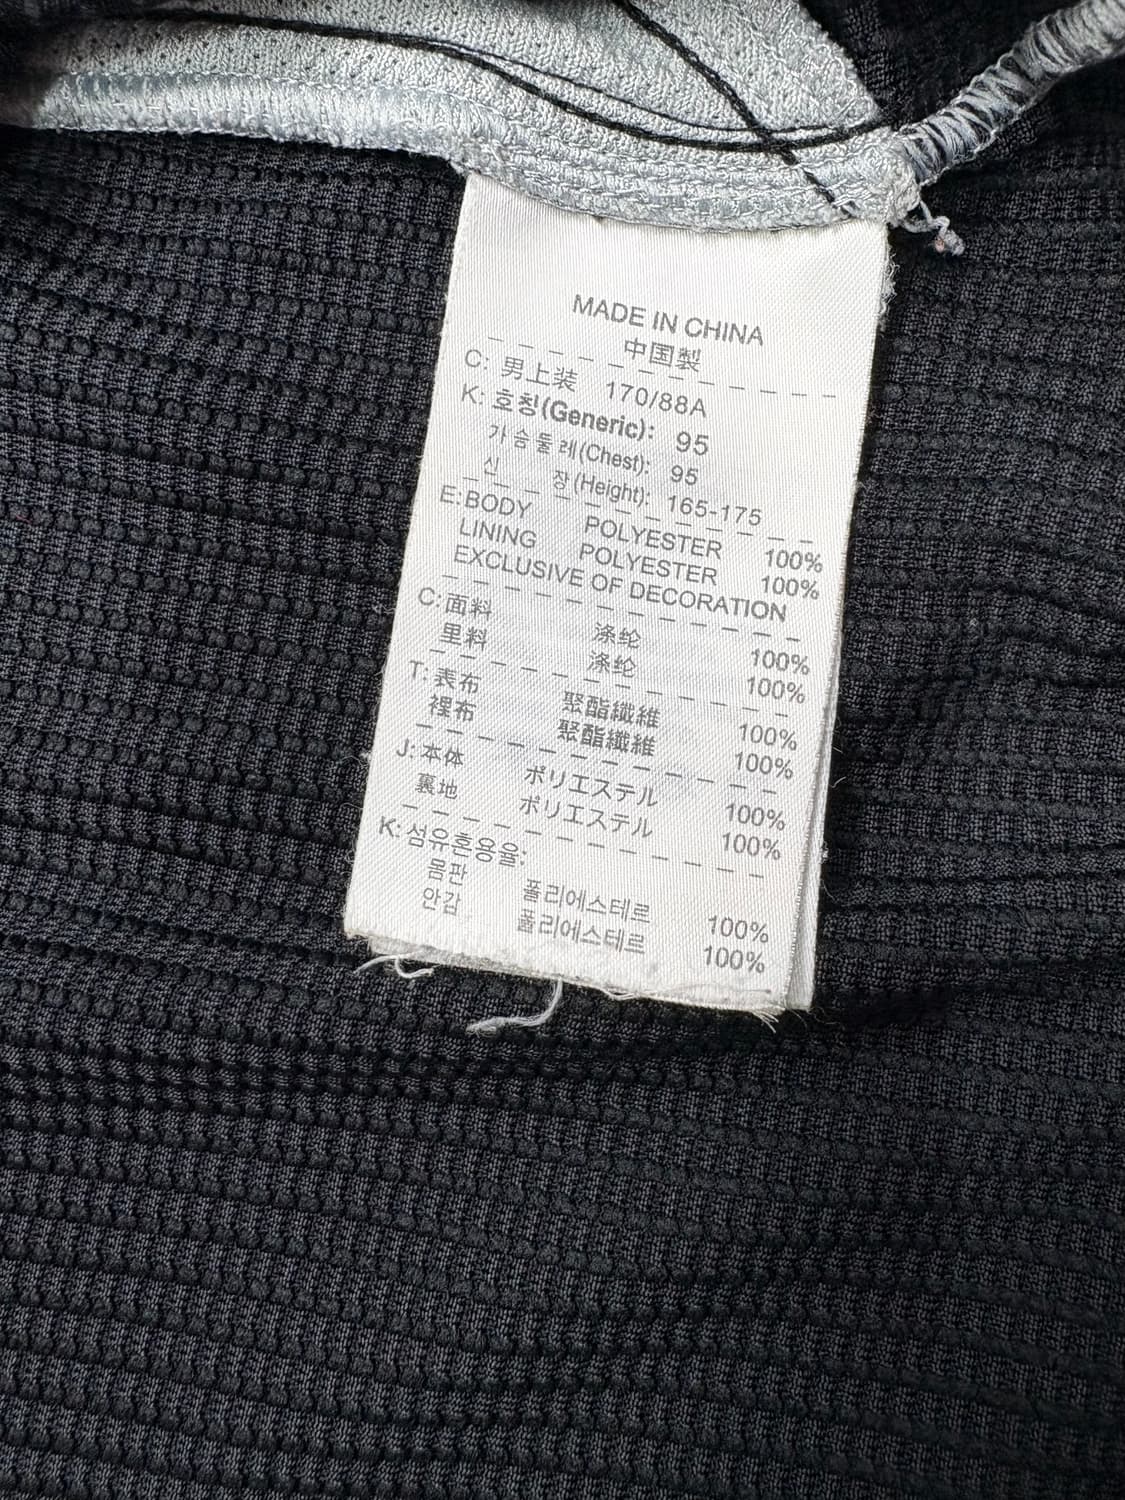 MADE IN CHINA
中国製
C: 男上装 170/88A
K: 호칭(Generic): 95
가슴둘레(Chest): 95
신 장(Height): 165-175
E: BODY POLYESTER 100%
LINING POLYESTER 100%
EXCLUSIVE OF DECORATION
C: 面料 涤纶 100%
里料 涤纶 100%
T: 表布 聚酯纖維 100%
裡布 聚酯纖維 100%
J: 本体 ポリエステル 100%
裏地 ポリエステル 100%
K: 섬유혼용율:
몸판 폴리에스테르 100%
안감 폴리에스테르 100%